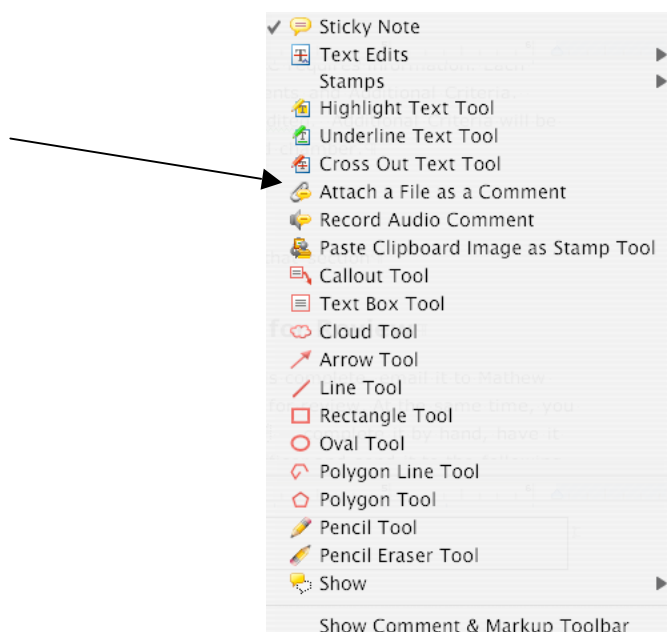 Sticky Note
Text Edits
Stamps
Highlight Text Tool
Underline Text Tool
Cross Out Text Tool
Attach a File as a Comment
Record Audio Comment
Paste Clipboard Image as Stamp Tool
Callout Tool
Text Box Tool
Cloud Tool
Arrow Tool
Line Tool
Rectangle Tool
Oval Tool
Polygon Line Tool
Polygon Tool
Pencil Tool
Pencil Eraser Tool
Show
Show Comment & Markup Toolbar